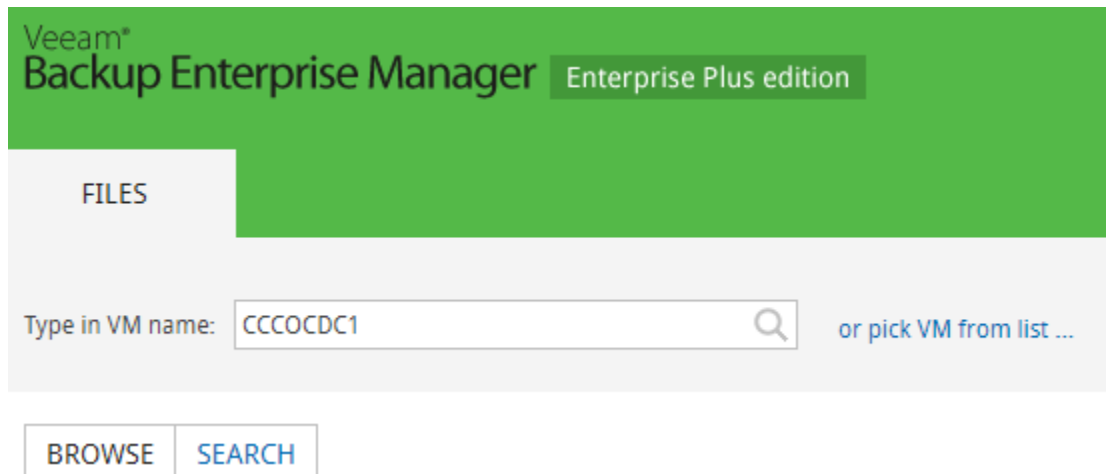 Veeam®
Backup Enterprise Manager Enterprise Plus edition
FILES
Type in VM name: CCCOCDC1 or pick VM from list ...
BROWSE SEARCH